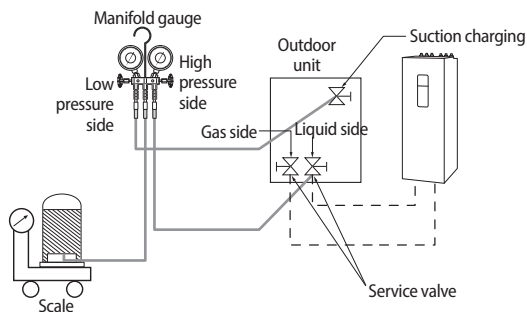 Manifold gauge
Low
pressure
side
High
pressure
side
Outdoor
unit
Suction charging
Gas side
Liquid side
Service valve
Scale